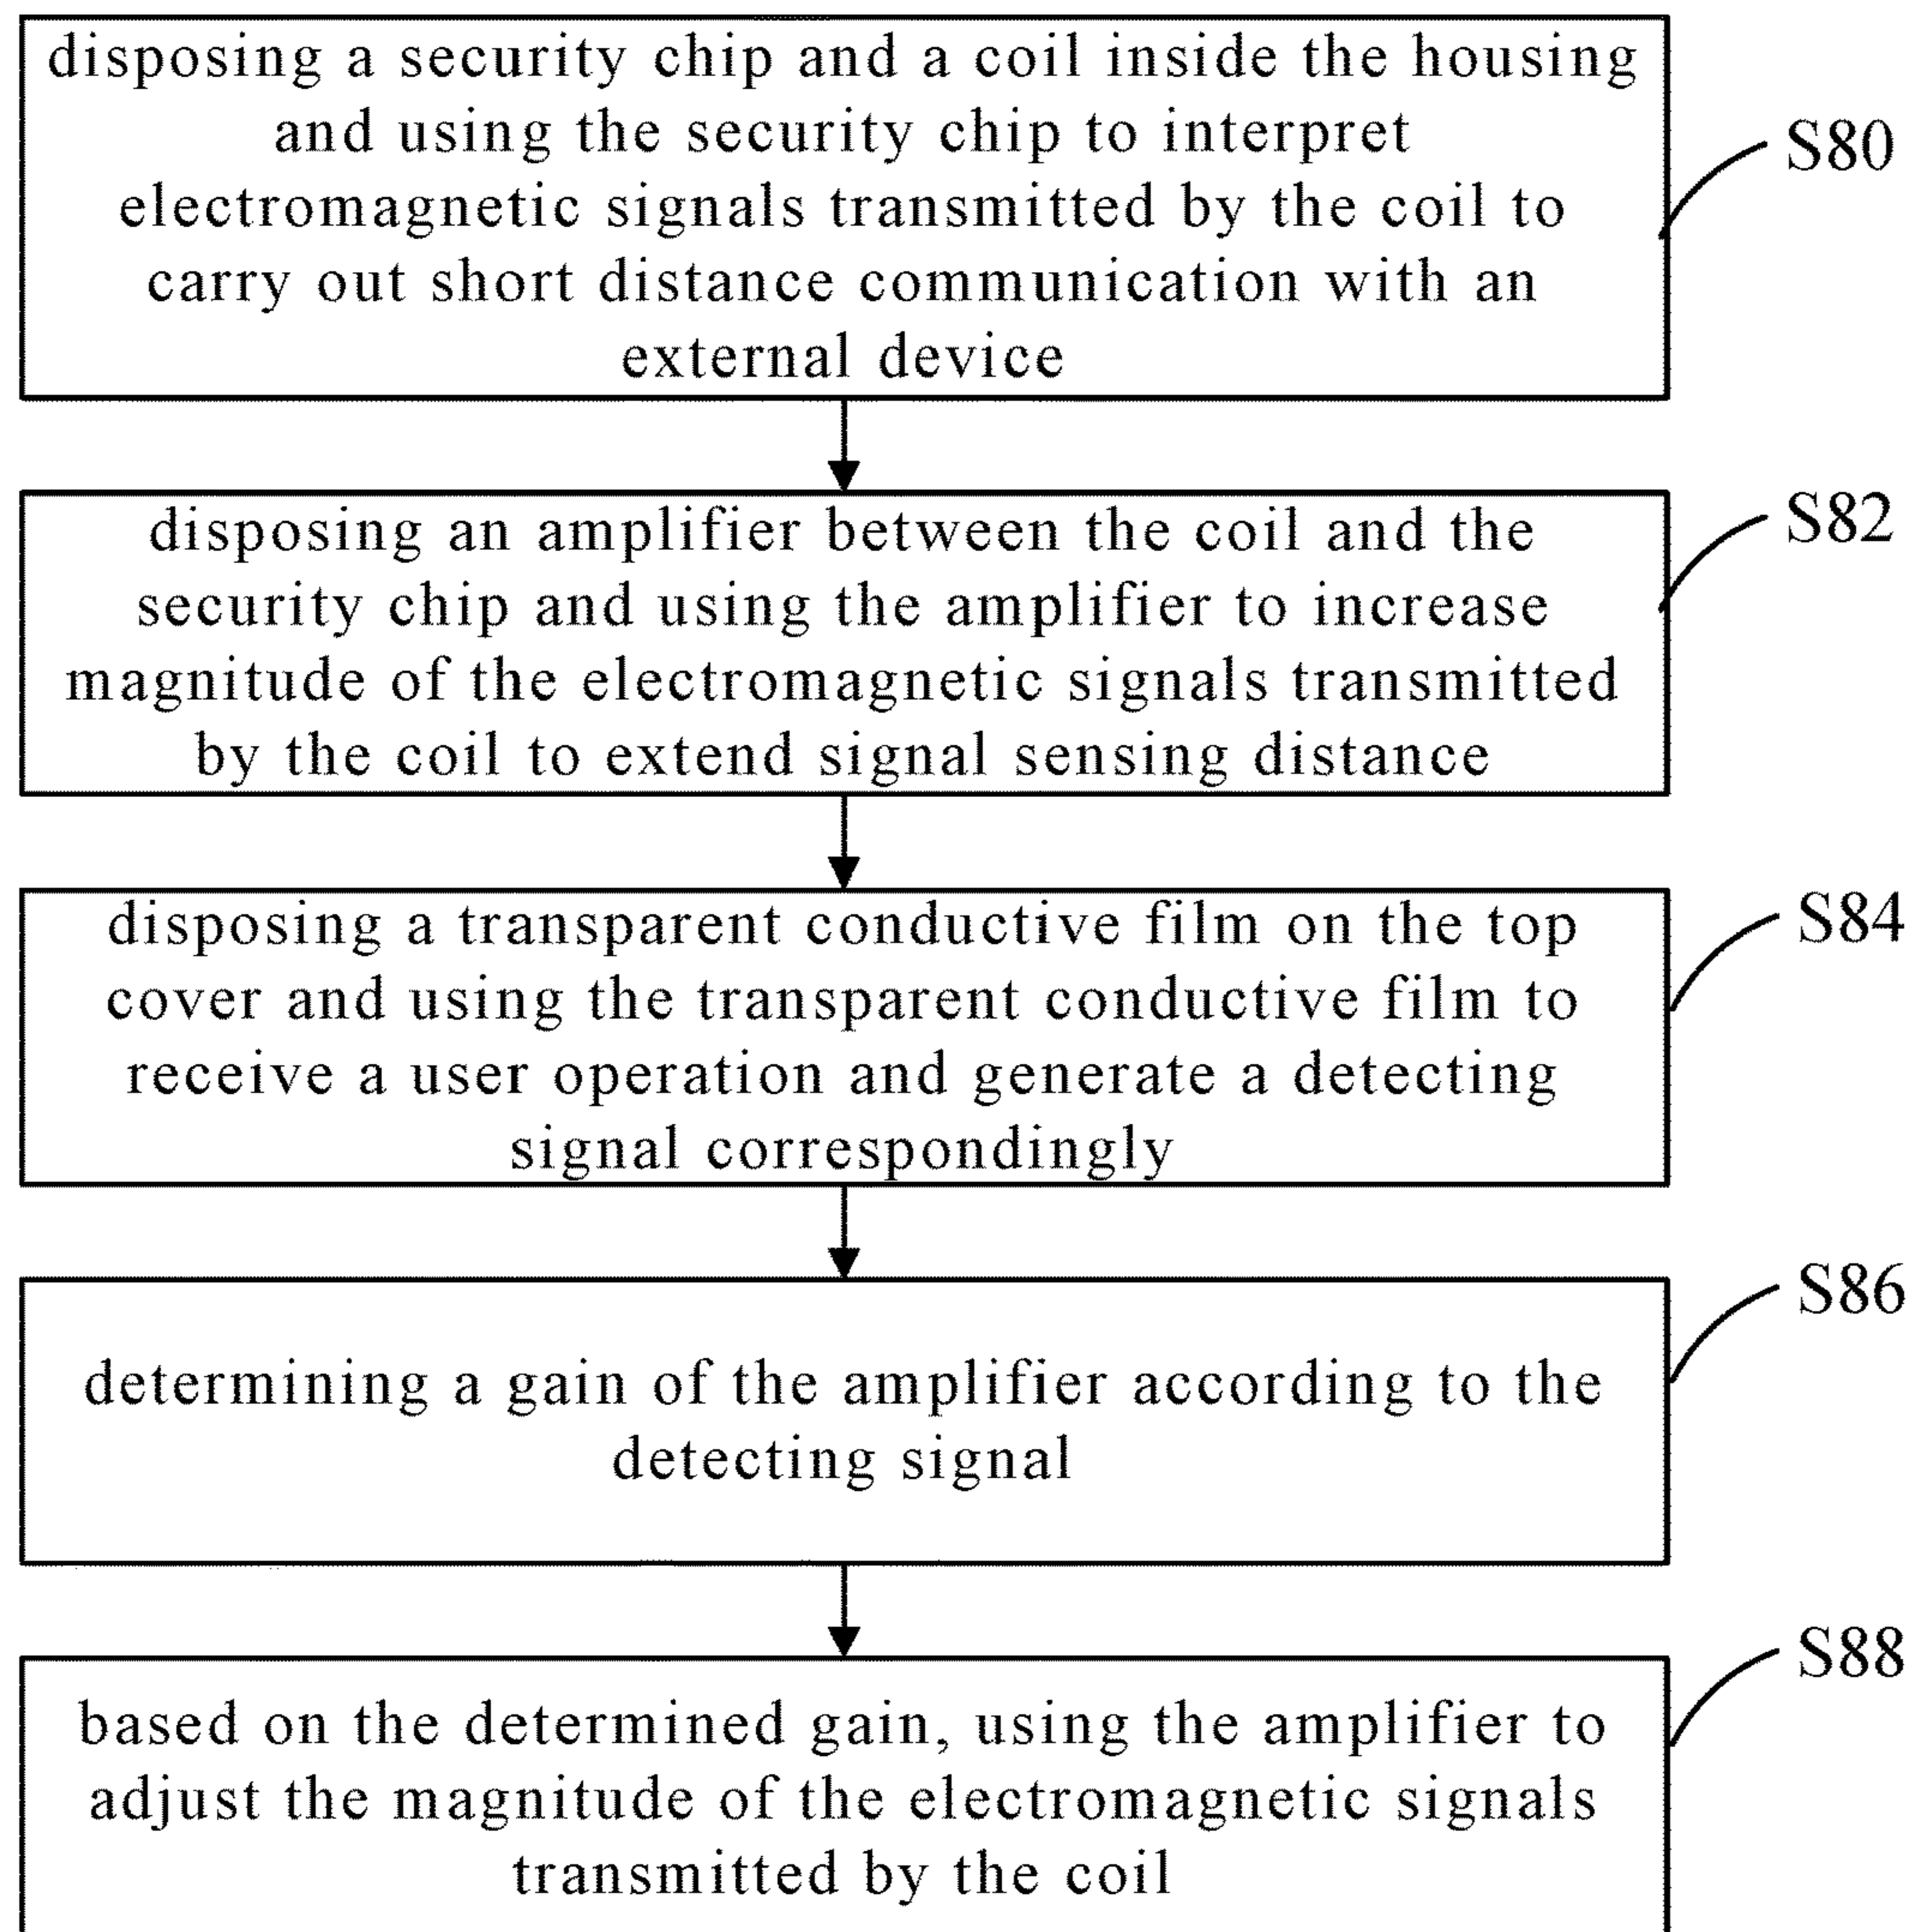 disposing a security chip and a coil inside the housing
and using the security chip to interpret
electromagnetic signals transmitted by the coil to
carry out short distance communication with an
external device
S80
disposing an amplifier between the coil and the
security chip and using the amplifier to increase
magnitude of the electromagnetic signals transmitted
by the coil to extend signal sensing distance
S82
disposing a transparent conductive film on the top
cover and using the transparent conductive film to
receive a user operation and generate a detecting
signal correspondingly
S84
determining a gain of the amplifier according to the
detecting signal
S86
based on the determined gain, using the amplifier to
adjust the magnitude of the electromagnetic signals
transmitted by the coil
S88